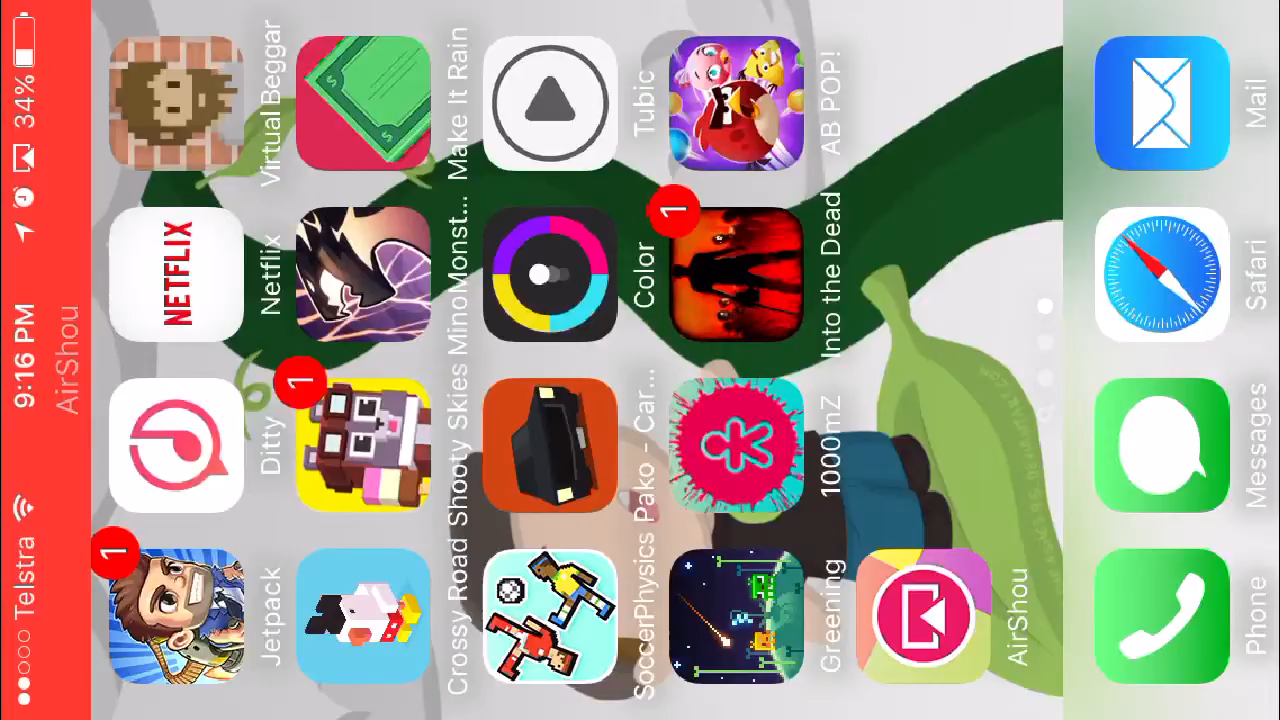 ●●○○○ Telstra 9:16 PM 34%
AirShou
Jetpack Ditty Netflix Virtual Beggar
NETFLIX
Crossy Road Shooty Skies MinoMonst... Make It Rain
SoccerPhysics Pako - Car... Color Tubic
Greening 1000mZ Into the Dead AB POP!
AirShou
Phone Messages Safari Mail
1
1
1